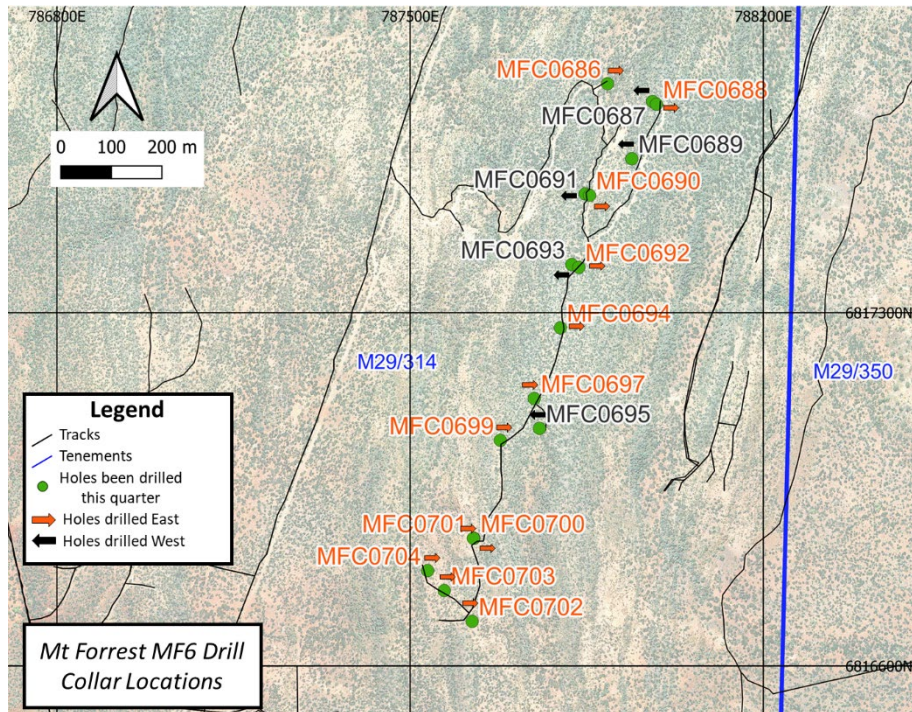 786800E
787500E
788200E
MFC0686
MFC0688
MFC0687
0 100 200 m
MFC0689
MFC0691
MFC0690
MFC0693
MFC0692
6817300N
MFC0694
M29/314
M29/350
MFC0697
MFC0695
MFC0699
Legend
Tracks
Tenements
Holes been drilled
this quarter
Holes drilled East
Holes drilled West
MFC0701
MFC0700
MFC0704
MFC0703
MFC0702
Mt Forrest MF6 Drill
Collar Locations
6816600N